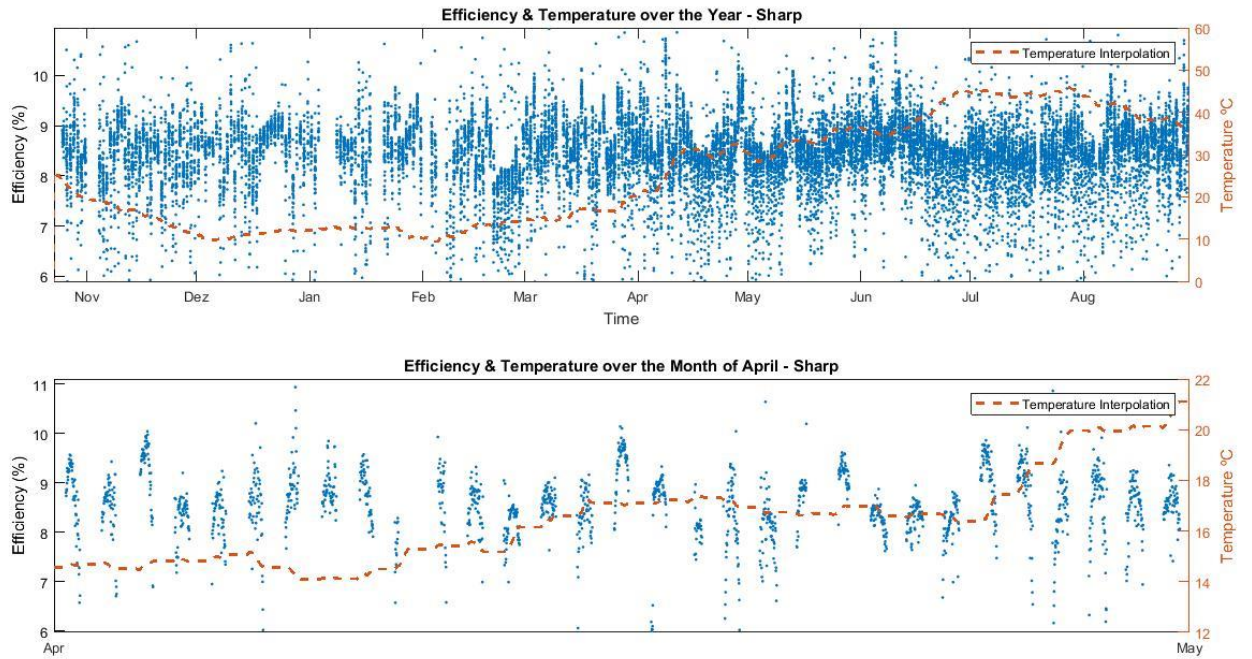 Efficiency & Temperature over the Year - Sharp
Temperature Interpolation
10
9
8
7
6
Efficiency (%)
60
50
40
30
20
10
0
Temperature ºC
Nov Dez Jan Feb Mar Apr May Jun Jul Aug
Time
Efficiency & Temperature over the Month of April - Sharp
Temperature Interpolation
11
10
9
8
7
6
Efficiency (%)
22
20
18
16
14
12
Temperature ºC
Apr May